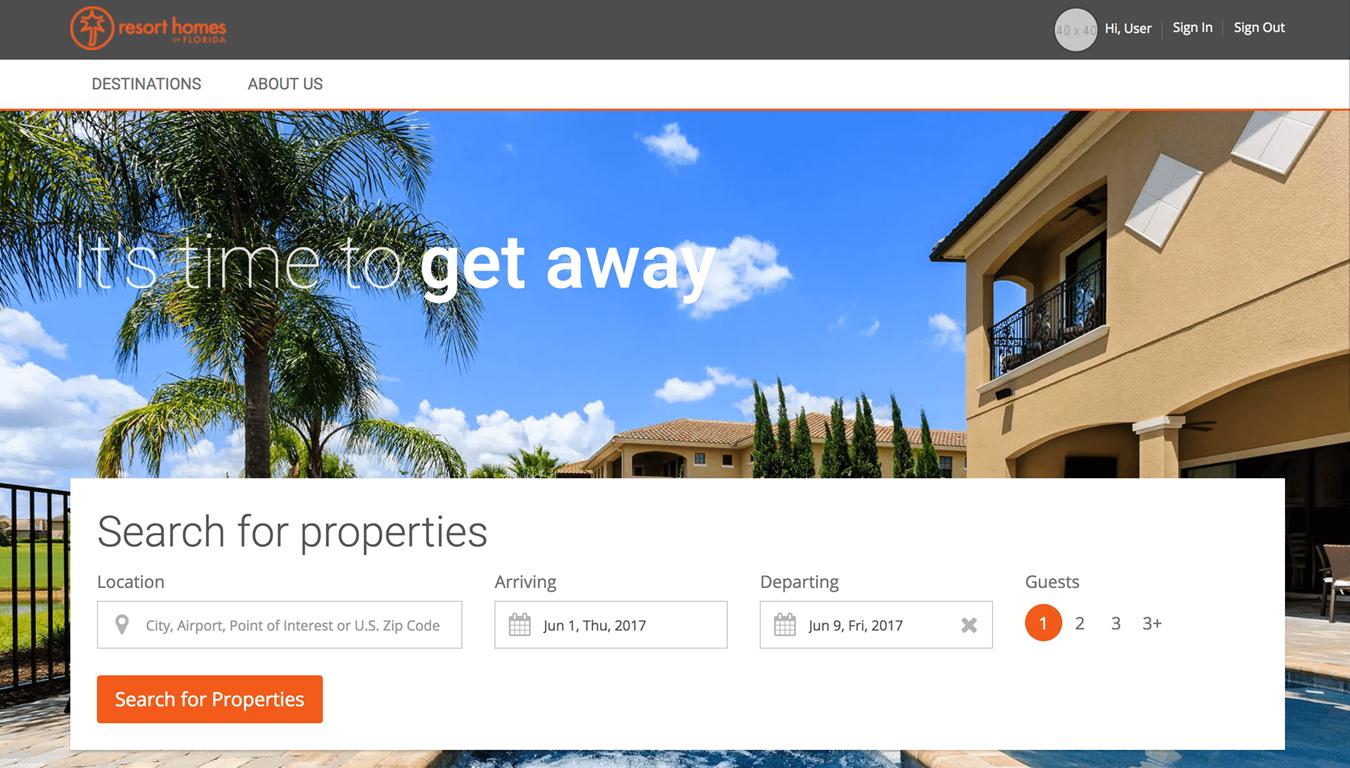 resort homes
OF FLORIDA
40 x 40
Hi, User
Sign In
Sign Out
DESTINATIONS
ABOUT US
It's time to get away
Search for properties
Location
Arriving
Departing
Guests
City, Airport, Point of Interest or U.S. Zip Code
Jun 1, Thu, 2017
Jun 9, Fri, 2017
1
2
3
3+
Search for Properties